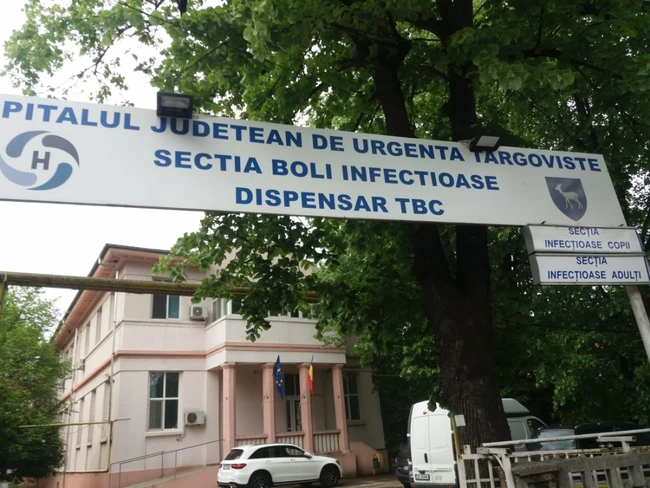 PITALUL JUDETEAN DE URGENTA TARGOVISTE
SECTIA BOLI INFECTIOASE
DISPENSAR TBC
H
SECȚIA
INFECȚIOASE COPII
SECȚIA
INFECȚIOASE ADULȚI